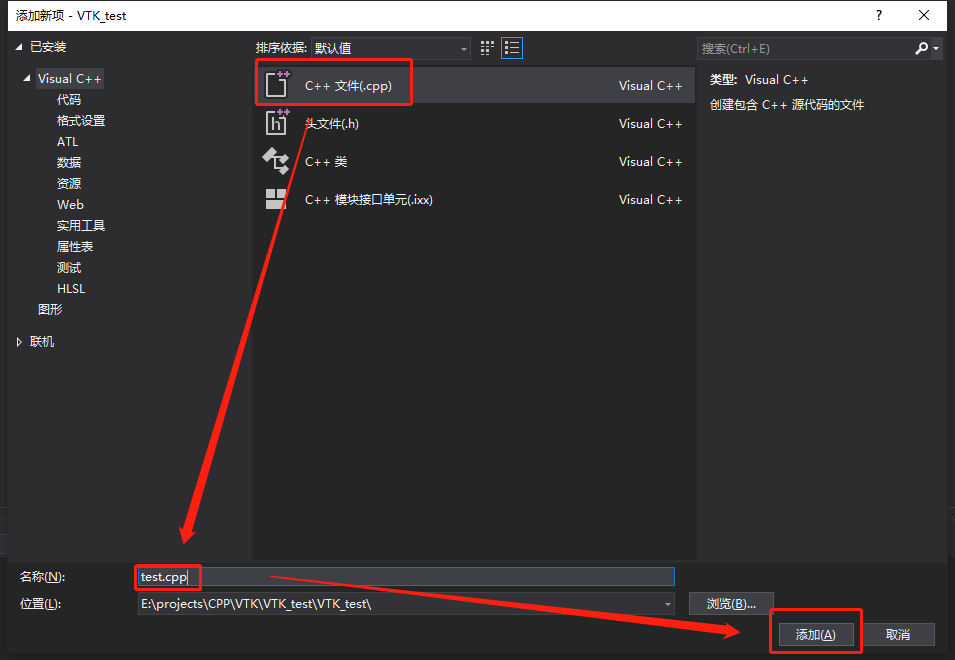 添加新项 - VTK_test
?
已安装
排序依据: 默认值
搜索(Ctrl+E)
Visual C++
代码
格式设置
ATL
数据
资源
Web
实用工具
属性表
测试
HLSL
图形
联机
C++ 文件(.cpp) Visual C++
头文件(.h) Visual C++
C++ 类 Visual C++
C++ 模块接口单元(.ixx) Visual C++
类型: Visual C++
创建包含 C++ 源代码的文件
名称(N): test.cpp
位置(L): E:\projects\CPP\VTK\VTK_test\VTK_test\ 浏览(B)...
添加(A) 取消